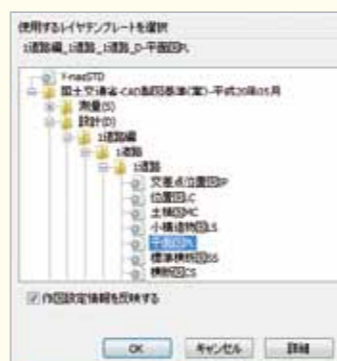 使用するレイヤテンプレートを選択
1道路編_1道路_1道路_D-平面図PL
Y-nacSTD
国土交通省-CAD製図基準(案)-平成20年05月
測量(S)
設計(D)
1道路編
1道路
1道路
交差点位置図IP
位置図LC
土積図MC
小構造物図LS
平面図PL
標準横断図SS
横断図CS
作図設定情報を反映する
OK
キャンセル
詳細